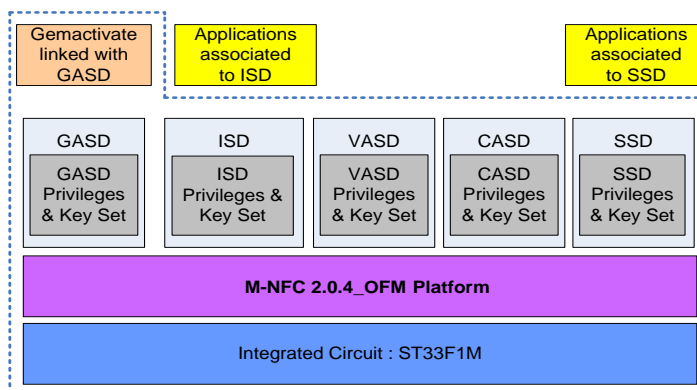 Gemactivate
linked with
GASD
Applications
associated
to ISD
Applications
associated
to SSD
GASD
GASD
Privileges
& Key Set
ISD
ISD
Privileges &
Key Set
VASD
VASD
Privileges
& Key Set
CASD
CASD
Privileges
& Key Set
SSD
SSD
Privileges
& Key Set
M-NFC 2.0.4_OFM Platform
Integrated Circuit : ST33F1M